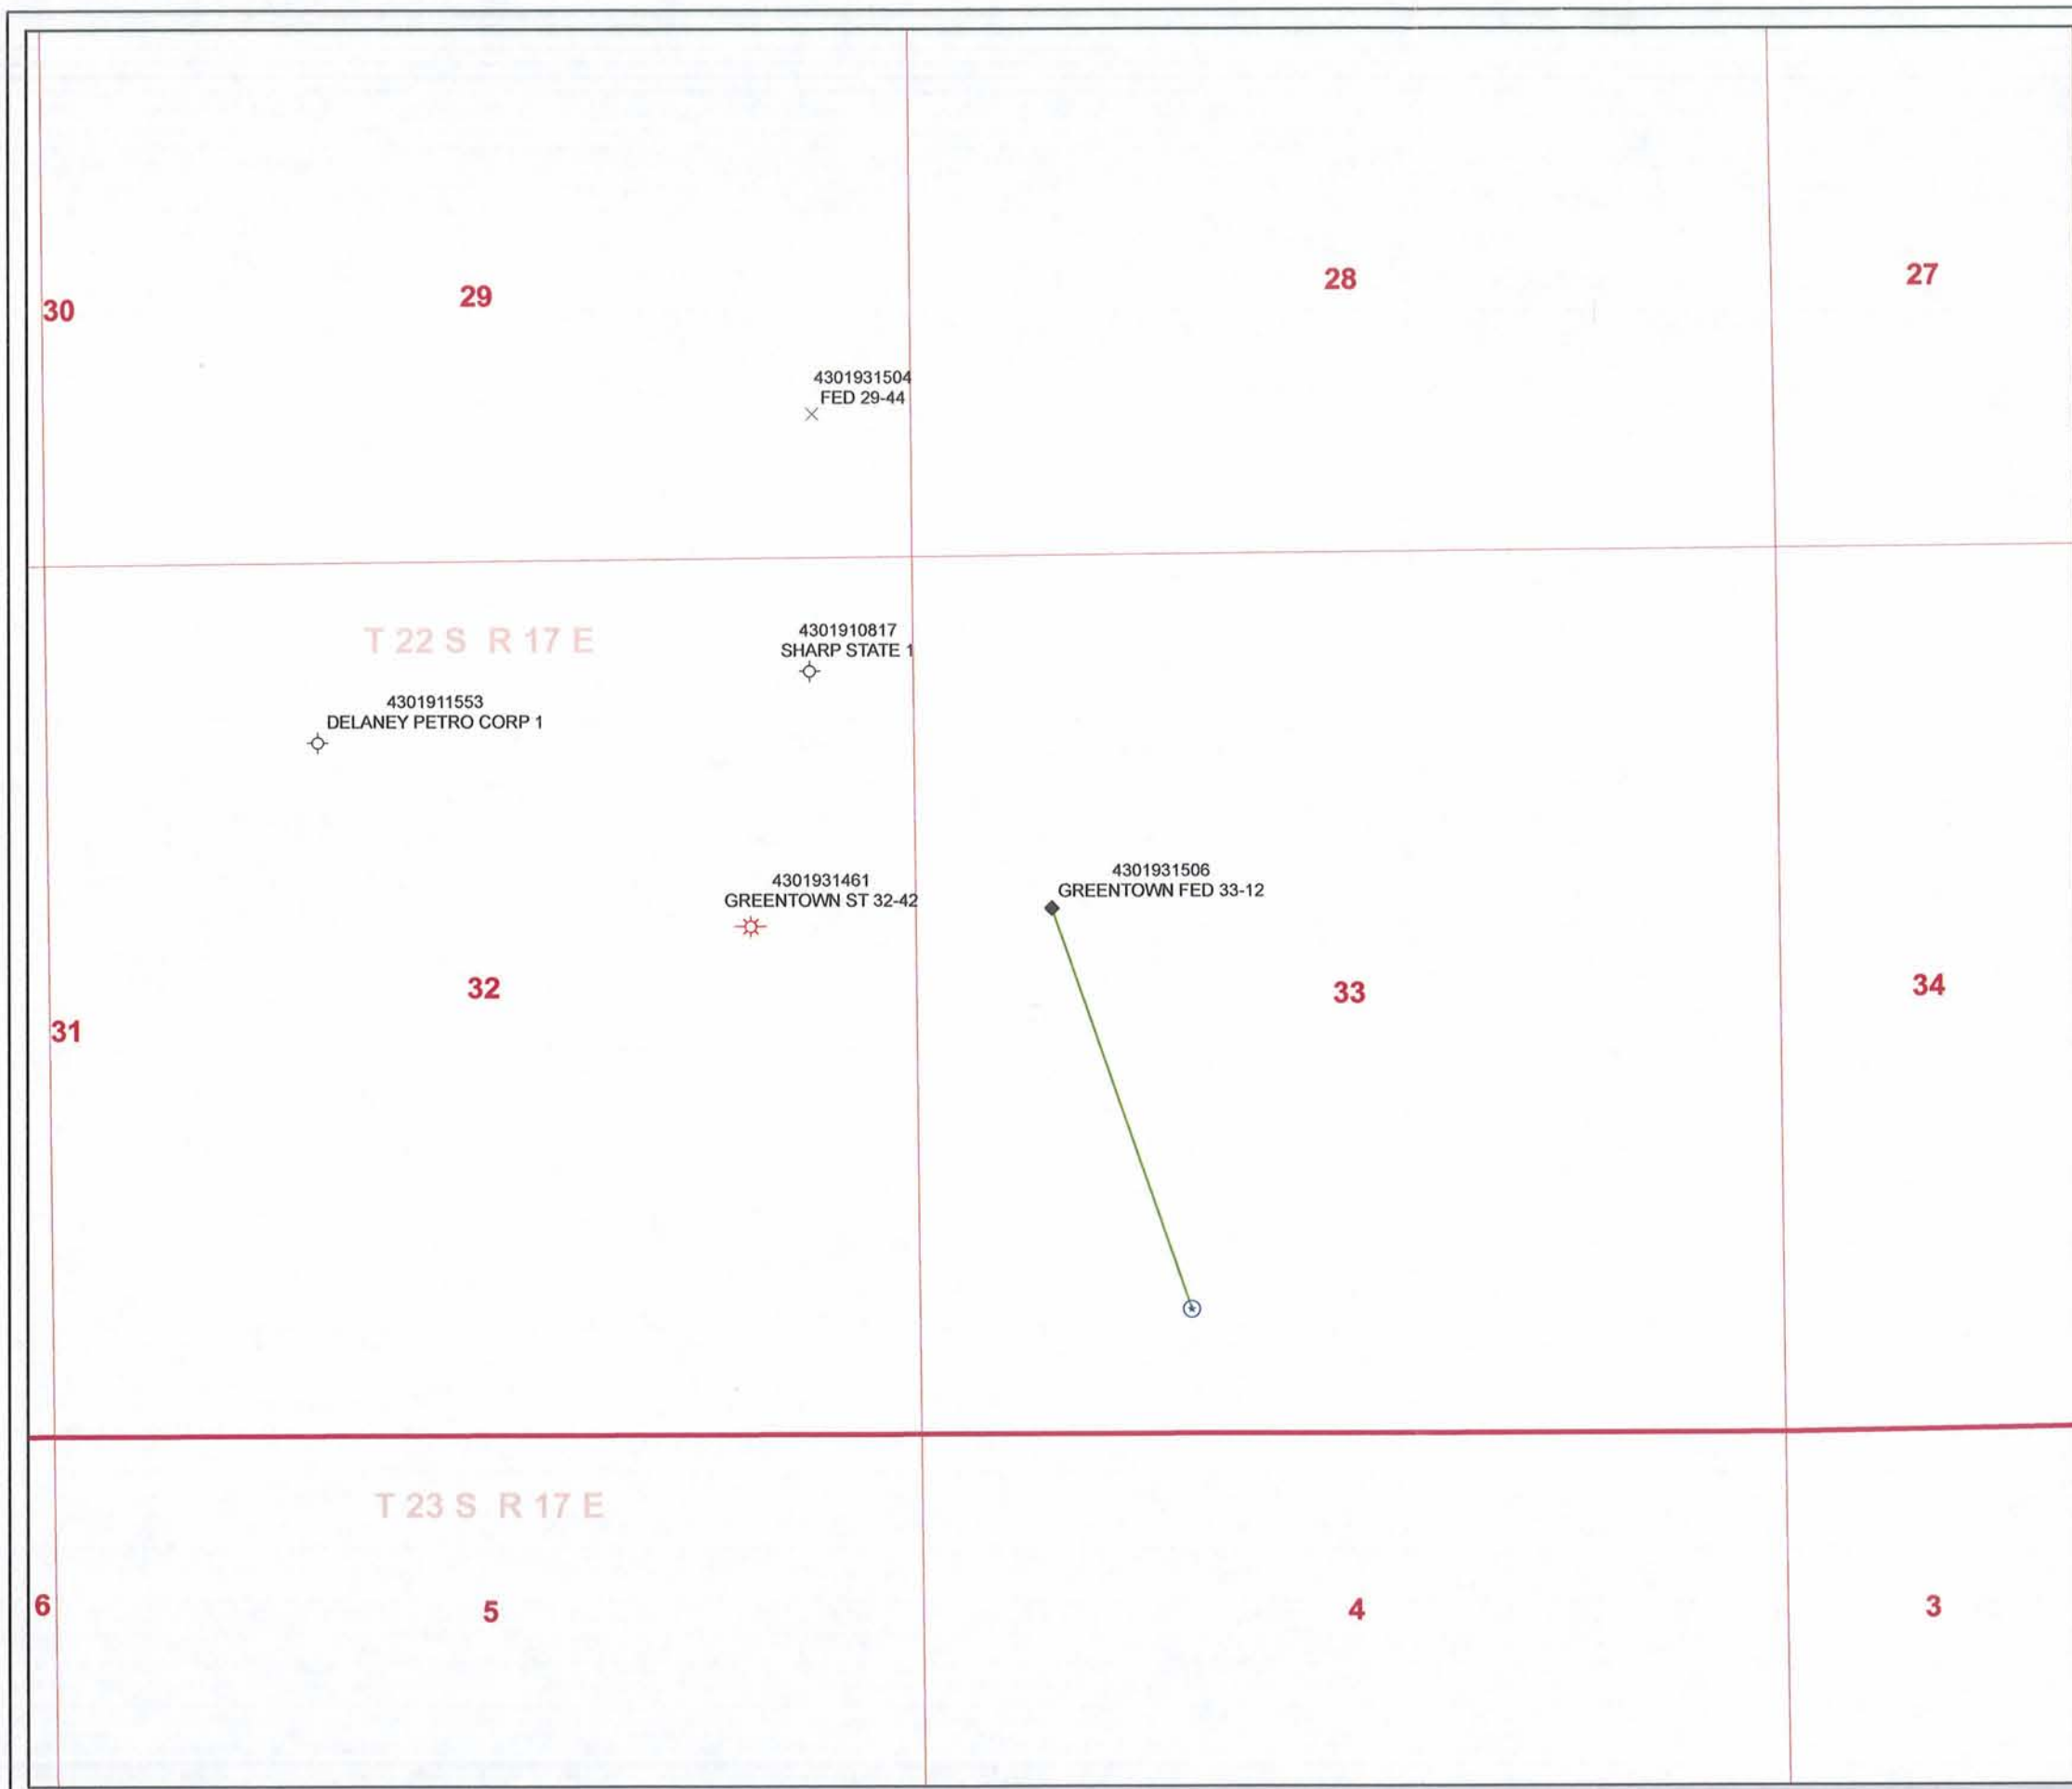 30
29
28
27
4301931504
FED 29-44
T 22 S R 17 E
4301910817
SHARP STATE 1
4301911553
DELANEY PETRO CORP 1
4301931461
GREENTOWN ST 32-42
4301931506
GREENTOWN FED 33-12
31
32
33
34
T 23 S R 17 E
6
5
4
3